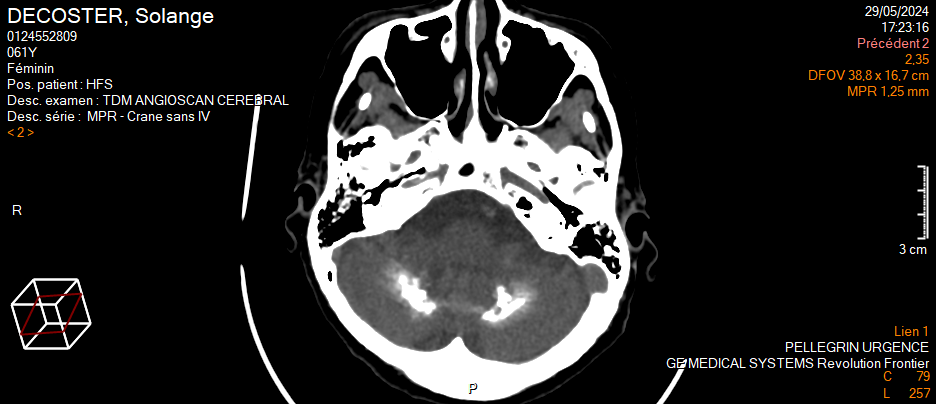 DECOSTER, Solange
0124552809
061Y
Féminin
Pos. patient : HFS
Desc. examen : TDM ANGIOSCAN CEREBRAL
Desc. série : MPR - Crane sans IV
< 2 >
29/05/2024
17:23:16
Précédent 2
2,35
DFOV 38,8 x 16,7 cm
MPR 1,25 mm
R
3 cm
Lien 1
PELLEGRIN URGENCE
GE MEDICAL SYSTEMS Revolution Frontier
C 79
L 257
P